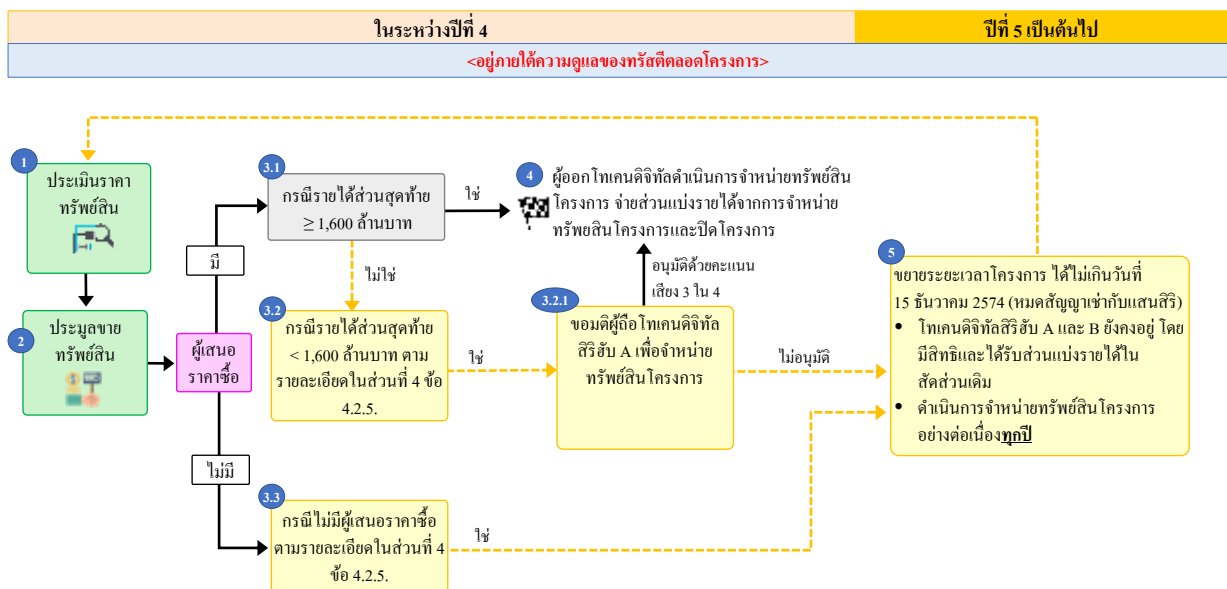 ในระหว่างปีที่ 4
ปีที่ 5 เป็นต้นไป
<อยู่ภายใต้ความดูแลของทรัสตีตลอดโครงการ>
1
ประเมินราคา
ทรัพย์สิน
2
ประมูลขาย
ทรัพย์สิน
ผู้เสนอ
ราคาซื้อ
มี
ไม่มี
3.1
กรณีรายได้ส่วนสุดท้าย
≥ 1,600 ล้านบาท
ใช่
ไม่ใช่
3.2
กรณีรายได้ส่วนสุดท้าย
< 1,600 ล้านบาท ตาม
รายละเอียดในส่วนที่ 4 ข้อ
4.2.5.
ใช่
3.3
กรณีไม่มีผู้เสนอราคาซื้อ
ตามรายละเอียดในส่วนที่ 4
ข้อ 4.2.5.
ใช่
4
ผู้ออกโทเคนดิจิทัลดำเนินการจำหน่ายทรัพย์สิน
โครงการ จ่ายส่วนแบ่งรายได้จากการจำหน่าย
ทรัพยสินโครงการและปิดโครงการ
อนุมัติด้วยคะแนน
เสียง 3 ใน 4
3.2.1
ขอมติผู้ถือโทเคนดิจิทัล
สิริฮับ A เพื่อจำหน่าย
ทรัพย์สินโครงการ
ไม่อนุมัติ
5
ขยายระยะเวลาโครงการ ได้ไม่เกินวันที่
15 ธันวาคม 2574 (หมดสัญญาเช่ากับแสนสิริ)
• โทเคนดิจิทัลสิริฮับ A และ B ยังคงอยู่ โดย
มีสิทธิและได้รับส่วนแบ่งรายได้ใน
สัดส่วนเดิม
• ดำเนินการจำหน่ายทรัพย์สินโครงการ
อย่างต่อเนื่องทุกปี